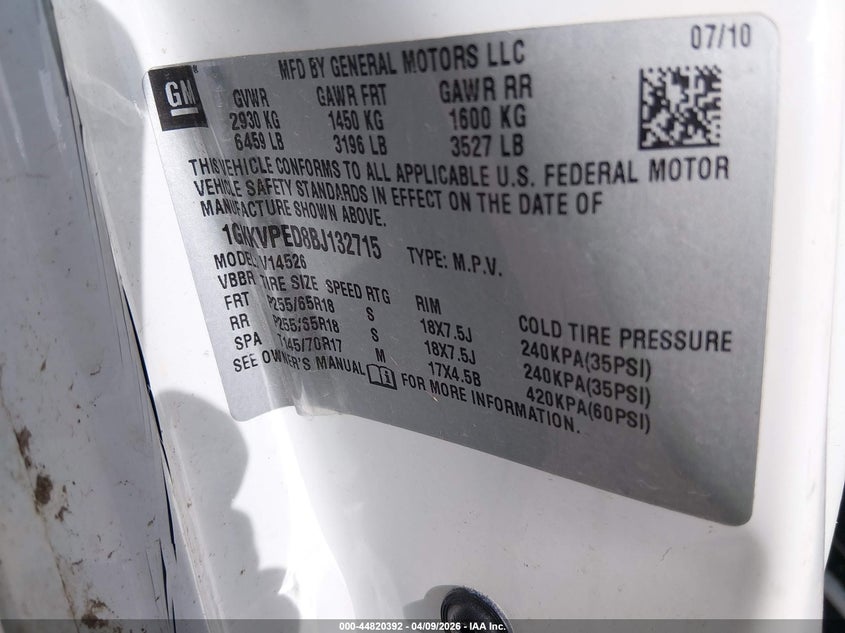 07/10
MFD BY GENERAL MOTORS LLC
GM
GVWR GAWR FRT GAWR RR
2930 KG 1450 KG 1600 KG
6459 LB 3196 LB 3527 LB
THIS VEHICLE CONFORMS TO ALL APPLICABLE U.S. FEDERAL MOTOR
VEHICLE SAFETY STANDARDS IN EFFECT ON THE DATE OF
MANUFACTURE SHOWN ABOVE.
1GKKVPED8BJ132715 TYPE: M.P.V.
MODEL: V14526
VBBR TIRE SIZE SPEED RTG RIM COLD TIRE PRESSURE
FRT P255/65R18 S 18X7.5J 240KPA(35PSI)
RR P255/65R18 S 18X7.5J 240KPA(35PSI)
SPA T145/70R17 M 17X4.5B 420KPA(60PSI)
SEE OWNER'S MANUAL FOR MORE INFORMATION.
000-44820392 - 04/09/2026 - IAA Inc.